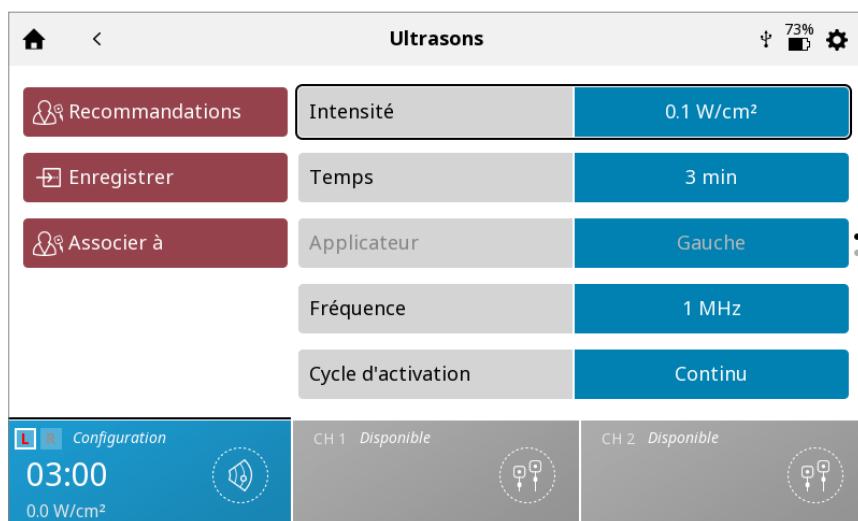 Ultrasons
73%
Recommandations
Intensité
0.1 W/cm²
Enregistrer
Temps
3 min
Associer à
Applicateur
Gauche
Fréquence
1 MHz
Cycle d'activation
Continu
L R Configuration
03:00
0.0 W/cm²
CH 1 Disponible
CH 2 Disponible